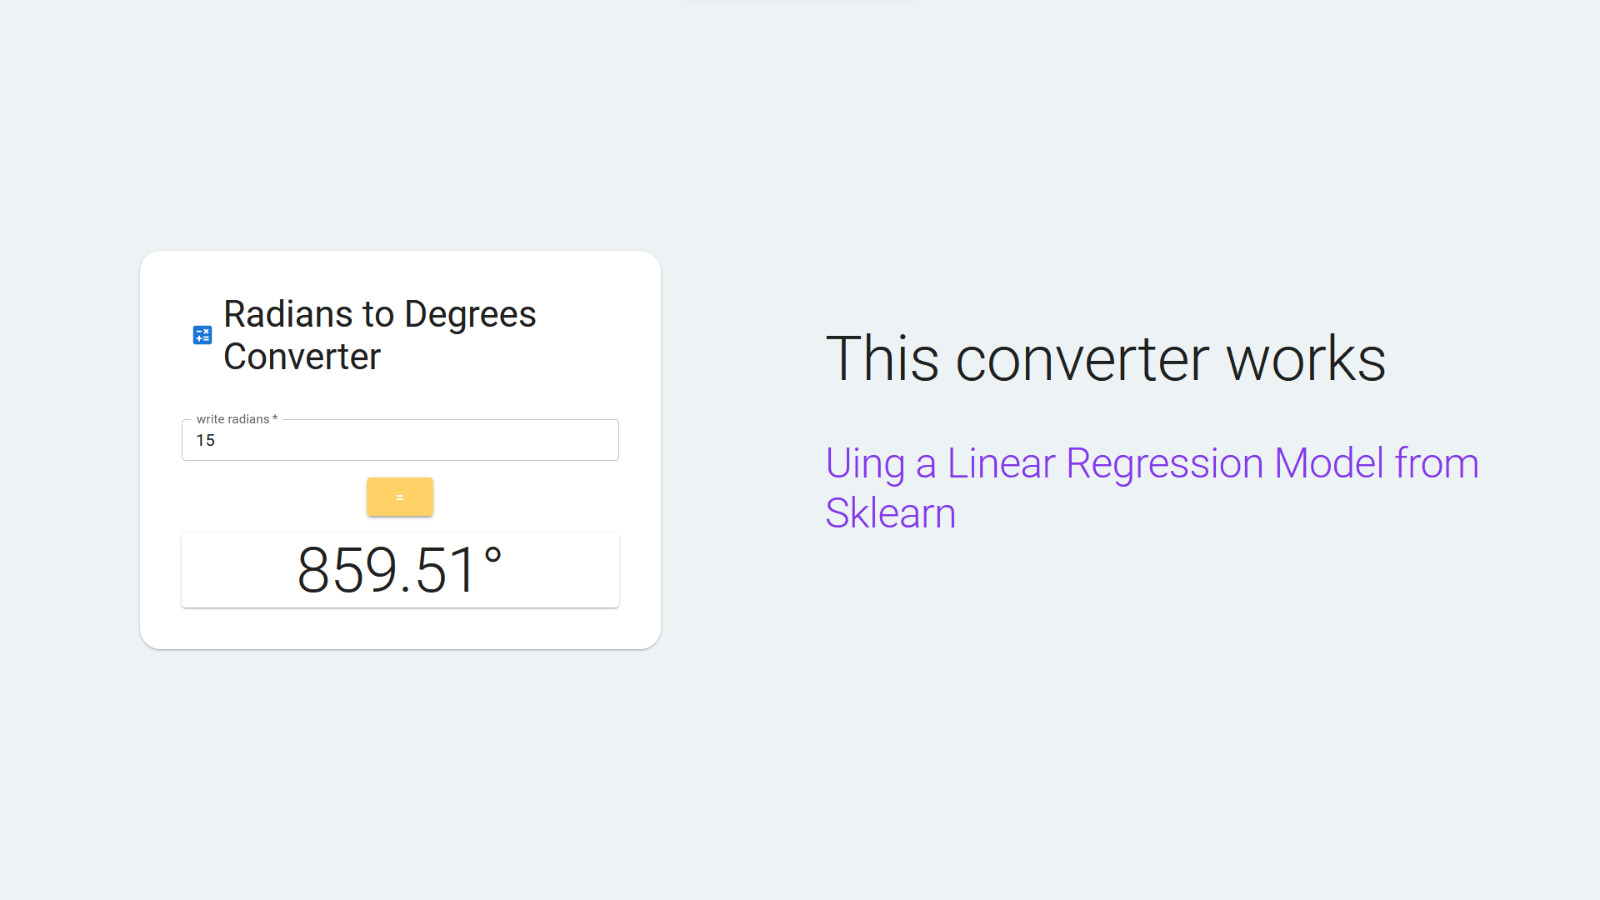 Radians to Degrees
Converter
write radians *
15
=
859.51°
This converter works
Uing a Linear Regression Model from
Sklearn